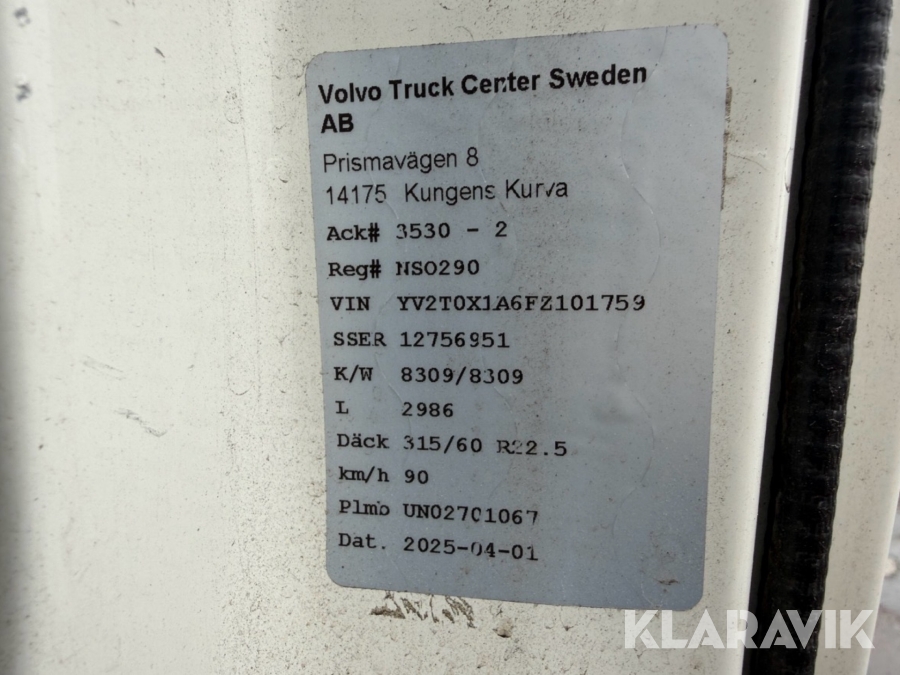 Volvo Truck Center Sweden
AB
Prismavägen 8
14175 Kungens Kurva
Ack# 3530 - 2
Reg# NSO290
VIN YV2T0X1A6FZ101759
SSER 12756951
K/W 8309/8309
L 2986
Däck 315/60 R22.5
km/h 90
Plmb UN02701067
Dat. 2025-04-01
KLARAVIK